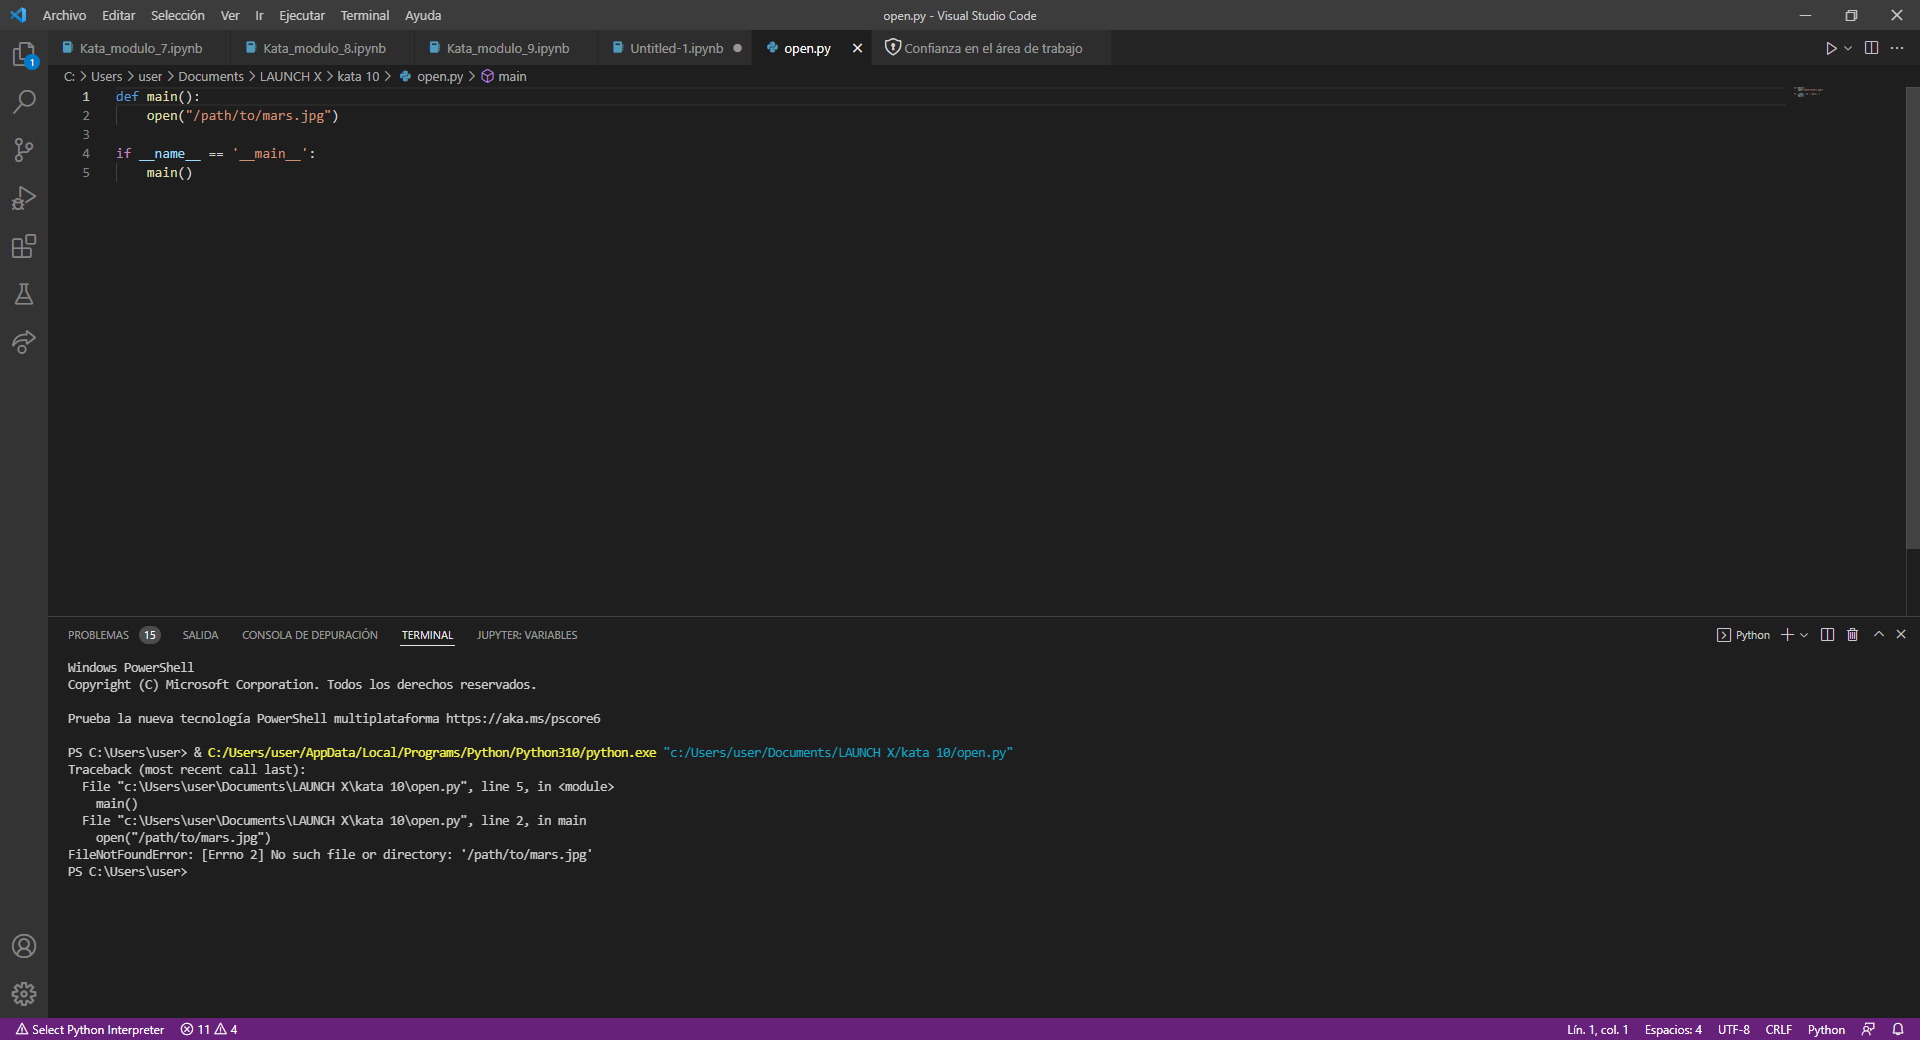 Archivo Editar Selección Ver Ir Ejecutar Terminal Ayuda open.py - Visual Studio Code
Kata_modulo_7.ipynb Kata_modulo_8.ipynb Kata_modulo_9.ipynb Untitled-1.ipynb open.py Confianza en el área de trabajo
1
C: > Users > user > Documents > LAUNCH X > kata 10 > open.py > main
1 def main():
2 open("/path/to/mars.jpg")
3
4 if __name__ == '__main__':
5 main()
PROBLEMAS 15 SALIDA CONSOLA DE DEPURACIÓN TERMINAL JUPYTER: VARIABLES Python
Windows PowerShell
Copyright (C) Microsoft Corporation. Todos los derechos reservados.
Prueba la nueva tecnología PowerShell multiplataforma https://aka.ms/pscore6
PS C:\Users\user> & C:/Users/user/AppData/Local/Programs/Python/Python310/python.exe "c:/Users/user/Documents/LAUNCH X/kata 10/open.py"
Traceback (most recent call last):
File "c:\Users\user\Documents\LAUNCH X\kata 10\open.py", line 5, in <module>
main()
File "c:\Users\user\Documents\LAUNCH X\kata 10\open.py", line 2, in main
open("/path/to/mars.jpg")
FileNotFoundError: [Errno 2] No such file or directory: '/path/to/mars.jpg'
PS C:\Users\user>
Select Python Interpreter 11 4 Lín. 1, col. 1 Espacios: 4 UTF-8 CRLF Python